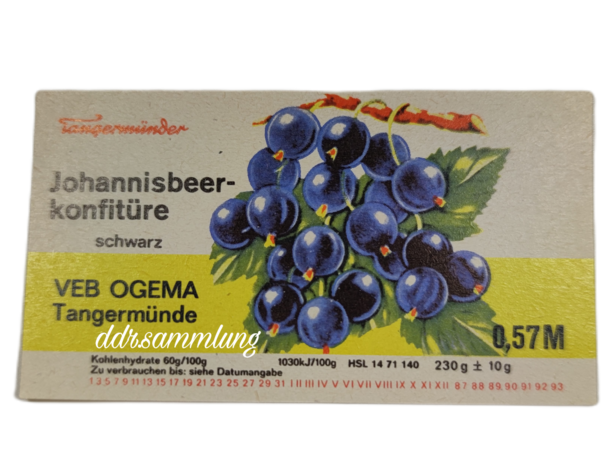 Tangermünder
Johannisbeer-
konfitüre
schwarz
VEB OGEMA
Tangermünde
ddr.sammlung
0,57M
Kohlenhydrate 60g/100g 1030kJ/100g HSL 14 71 140 230 g ± 10 g
Zu verbrauchen bis: siehe Datumangabe
1 3 5 7 9 11 13 15 17 19 21 23 25 27 29 31 I II III IV V VI VII VIII IX X XI XII 87 88 89 90 91 92 93